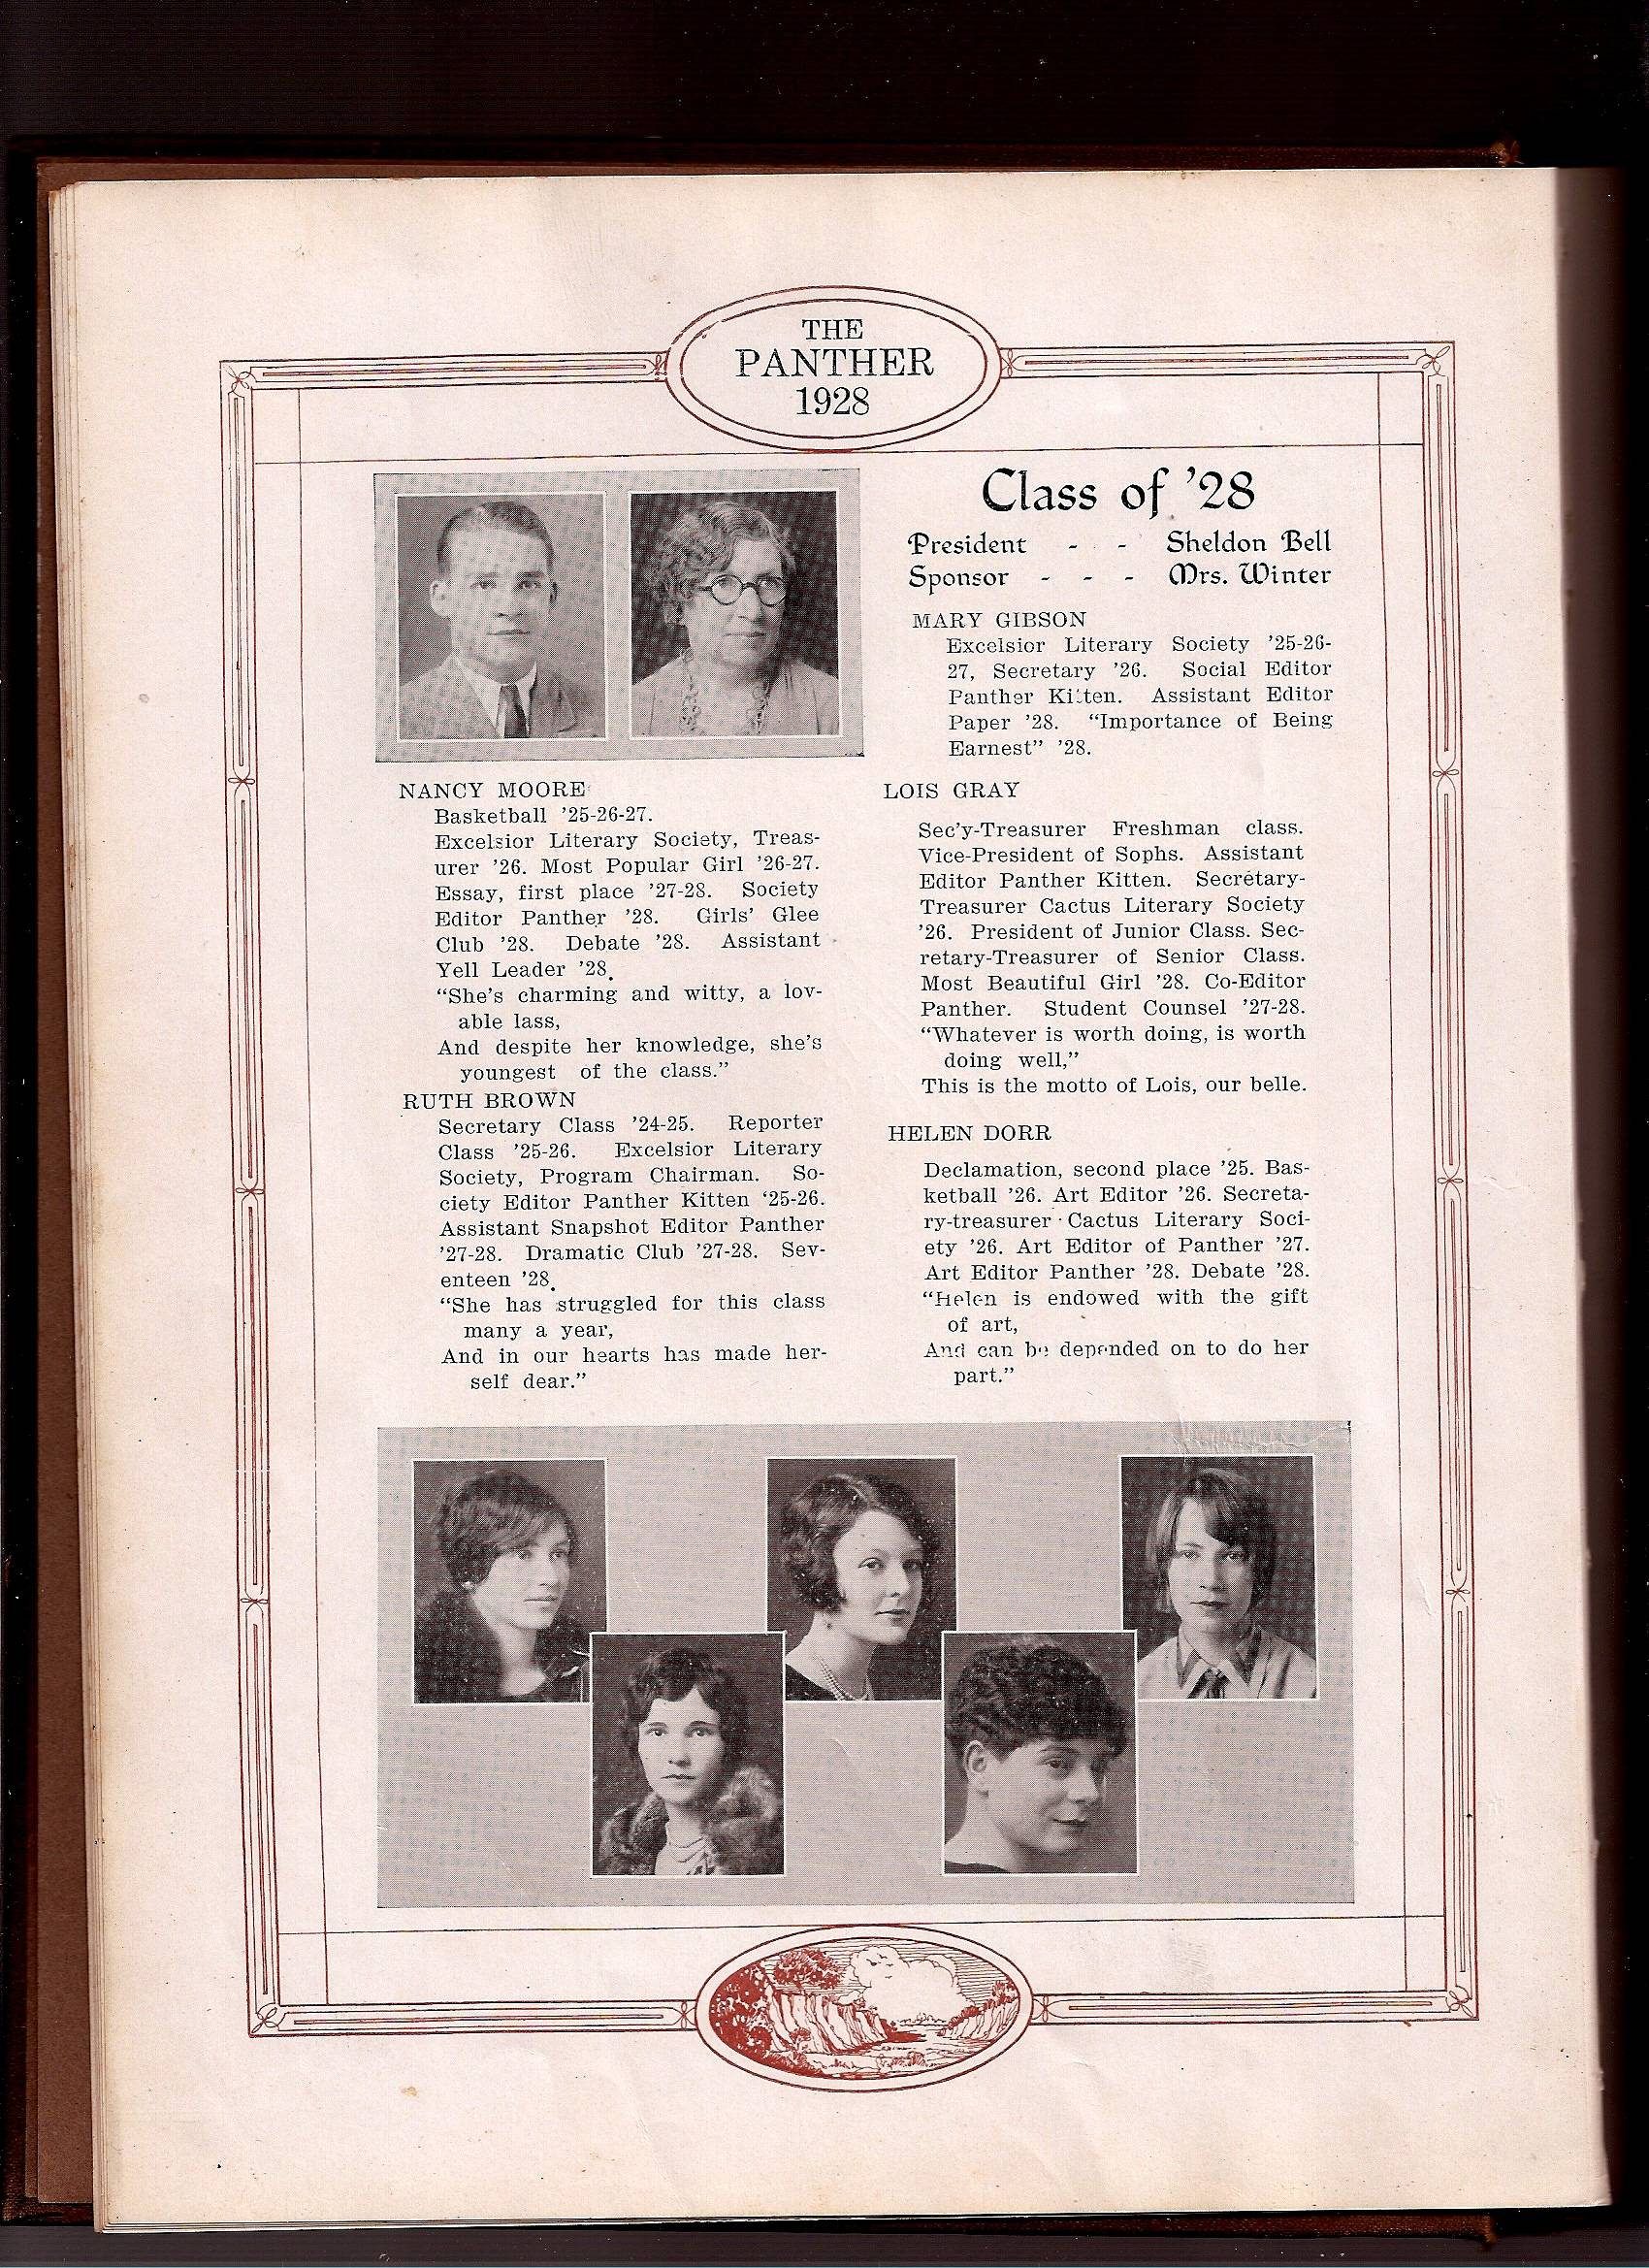 THE
PANTHER
1928
Class of '28
President - - Sheldon Bell
Sponsor - - - Mrs. Winter
MARY GIBSON
Excelsior Literary Society '25-26-
27, Secretary '26. Social Editor
Panther Kitten. Assistant Editor
Paper '28. “Importance of Being
Earnest” '28.
NANCY MOORE
Basketball '25-26-27.
Excelsior Literary Society, Treas-
urer '26. Most Popular Girl '26-27.
Essay, first place '27-28. Society
Editor Panther '28. Girls' Glee
Club '28. Debate '28. Assistant
Yell Leader '28.
“She's charming and witty, a lov-
able lass,
And despite her knowledge, she's
youngest of the class.”
RUTH BROWN
Secretary Class '24-25. Reporter
Class '25-26. Excelsior Literary
Society, Program Chairman. So-
ciety Editor Panther Kitten '25-26.
Assistant Snapshot Editor Panther
'27-28. Dramatic Club '27-28. Sev-
enteen '28.
“She has struggled for this class
many a year,
And in our hearts has made her-
self dear.”
LOIS GRAY
Sec'y-Treasurer Freshman class.
Vice-President of Sophs. Assistant
Editor Panther Kitten. Secretary-
Treasurer Cactus Literary Society
'26. President of Junior Class. Sec-
retary-Treasurer of Senior Class.
Most Beautiful Girl '28. Co-Editor
Panther. Student Counsel '27-28.
“Whatever is worth doing, is worth
doing well,”
This is the motto of Lois, our belle.
HELEN DORR
Declamation, second place '25. Bas-
ketball '26. Art Editor '26. Secreta-
ry-treasurer Cactus Literary Soci-
ety '26. Art Editor of Panther '27.
Art Editor Panther '28. Debate '28.
“Helen is endowed with the gift
of art,
And can be depended on to do her
part.”